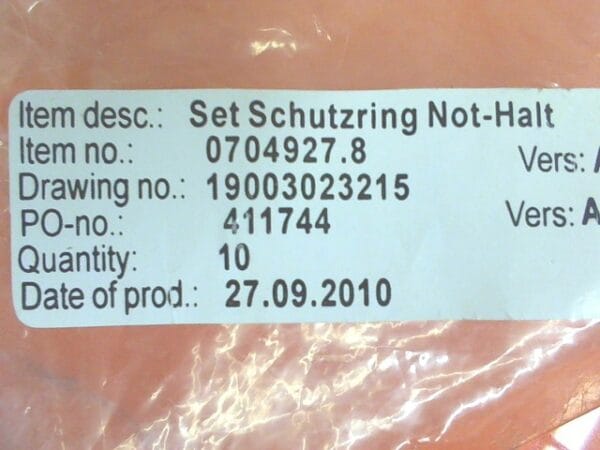 Item desc.: Set Schutzring Not-Halt
Item no.: 0704927.8 Vers: A
Drawing no.: 19003023215
PO-no.: 411744 Vers: A
Quantity: 10
Date of prod.: 27.09.2010